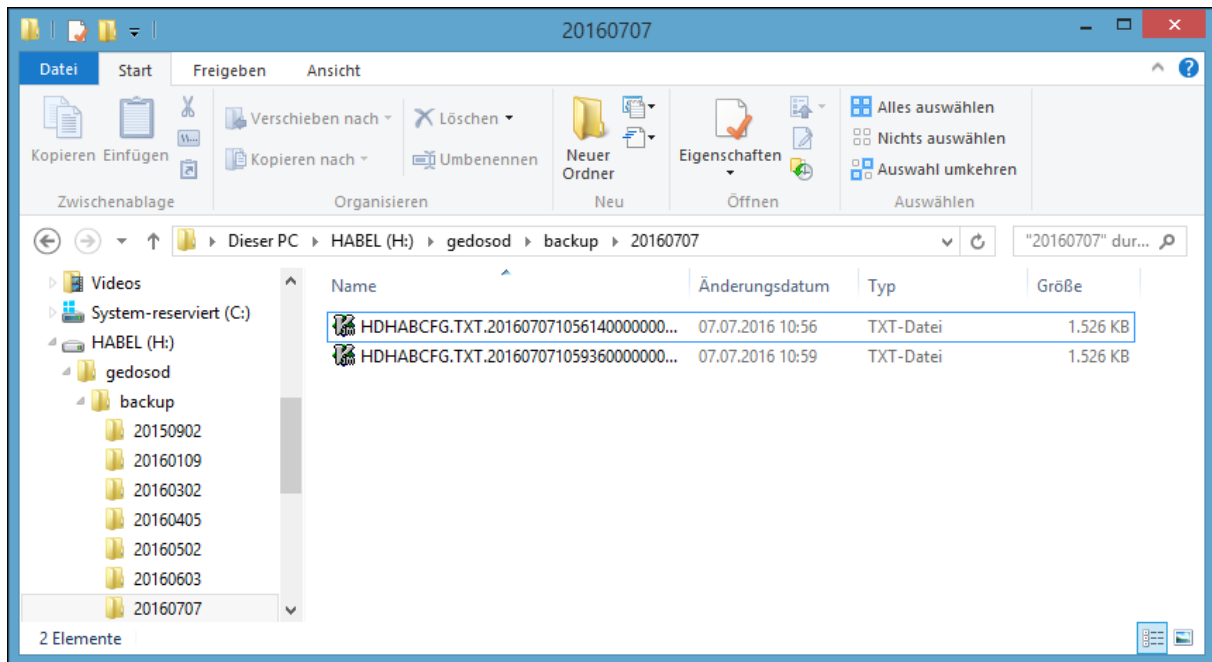 20160707
Datei Start Freigeben Ansicht
Kopieren Einfügen
Verschieben nach
Kopieren nach
Löschen
Umbenennen
Neuer
Ordner
Eigenschaften
Alles auswählen
Nichts auswählen
Auswahl umkehren
Zwischenablage Organisieren Neu Öffnen Auswählen
Dieser PC HABEL (H:) gedosod backup 20160707 "20160707" dur...
Videos
System-reserviert (C:)
HABEL (H:)
gedosod
backup
20150902
20160109
20160302
20160405
20160502
20160603
20160707
Name Änderungsdatum Typ Größe
HDHABCFG.TXT.201607071056140000000... 07.07.2016 10:56 TXT-Datei 1.526 KB
HDHABCFG.TXT.201607071059360000000... 07.07.2016 10:59 TXT-Datei 1.526 KB
2 Elemente